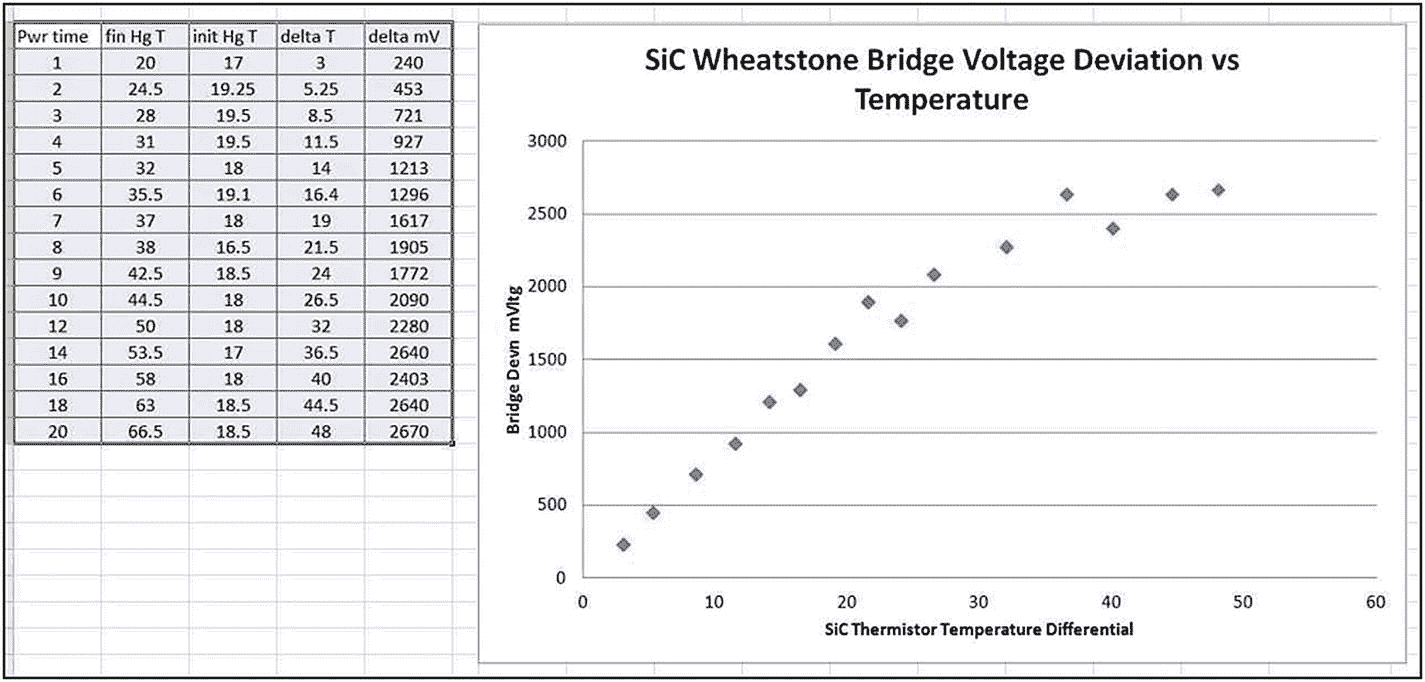 Pwr time fin Hg T init Hg T delta T delta mV
1 20 17 3 240
2 24.5 19.25 5.25 453
3 28 19.5 8.5 721
4 31 19.5 11.5 927
5 32 18 14 1213
6 35.5 19.1 16.4 1296
7 37 18 19 1617
8 38 16.5 21.5 1905
9 42.5 18.5 24 1772
10 44.5 18 26.5 2090
12 50 18 32 2280
14 53.5 17 36.5 2640
16 58 18 40 2403
18 63 18.5 44.5 2640
20 66.5 18.5 48 2670
SiC Wheatstone Bridge Voltage Deviation vs
Temperature
Bridge Devn mVltg
3000
2500
2000
1500
1000
500
0
0 10 20 30 40 50 60
SiC Thermistor Temperature Differential